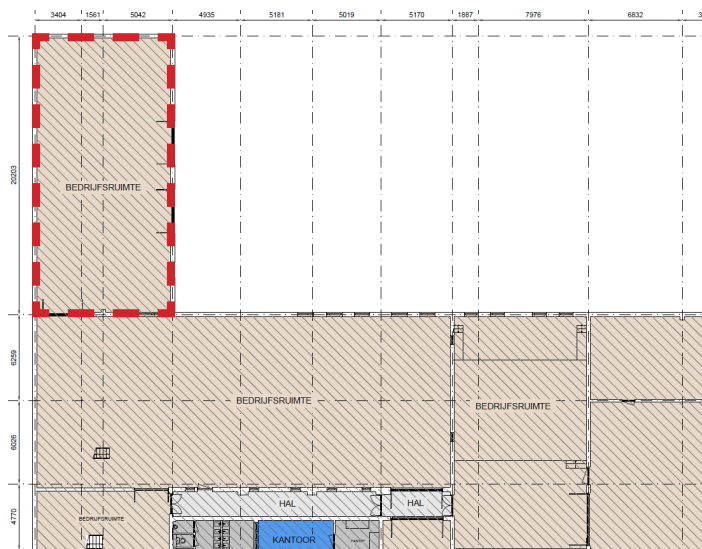 3404 1561 5042 4935 5181 5019 5170 1887 7976 6832 3
20203
BEDRIJFSRUIMTE
6259
BEDRIJFSRUIMTE
BEDRIJFSRUIMTE
6026
4770
HAL
HAL
BEDRIJFSRUIMTE
KANTOOR